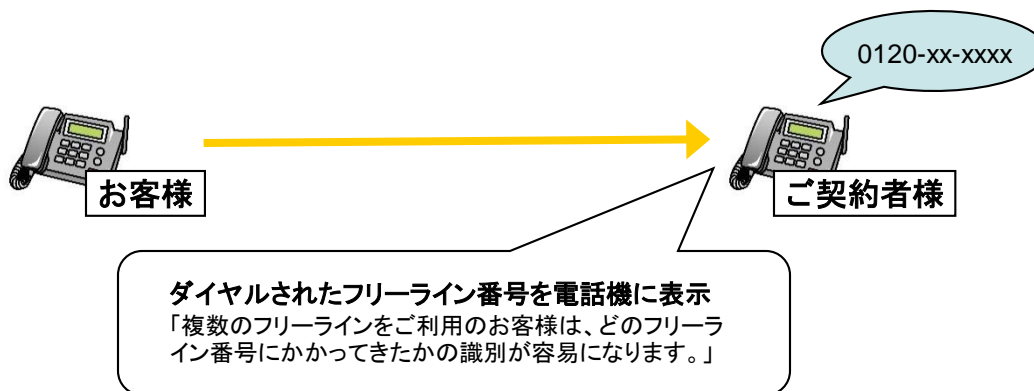 0120-xx-xxxx
お客様
ご契約者様
ダイヤルされたフリーライン番号を電話機に表示
「複数のフリーラインをご利用のお客様は、どのフリーラ
イン番号にかかってきたかの識別が容易になります。」